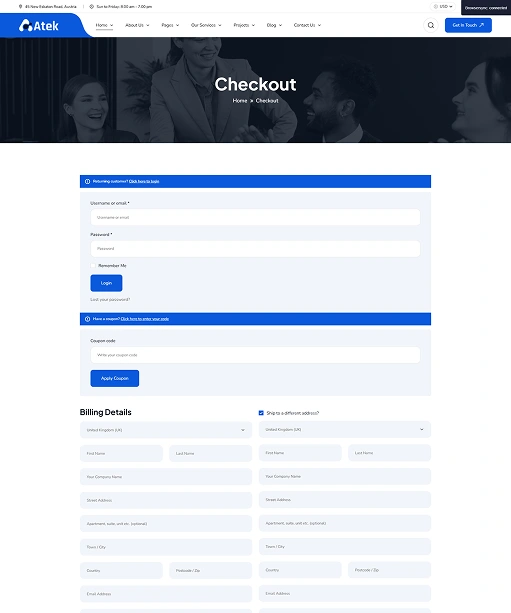 45 New Eskaton Road, Austria
Sun to Friday: 8.00 am - 7.00 pm
USD
Browsersync: connected
Atek
Home
About Us
Pages
Our Services
Projects
Blog
Contact Us
Get In Touch
Checkout
Home
Checkout
Returning customer? Click here to login
Username or email *
Username or email
Password *
Password
Remember Me
Login
Lost your password?
Have a coupon? Click here to enter your code
Coupon code
Write your coupon code
Apply Coupon
Billing Details
Ship to a different address?
United Kingdom (UK)
United Kingdom (UK)
First Name
Last Name
First Name
Last Name
Your Company Name
Your Company Name
Street Address
Street Address
Apartment, suite, unit etc. (optional)
Apartment, suite, unit etc. (optional)
Town / City
Town / City
Country
Postcode / Zip
Country
Postcode / Zip
Email Address
Email Address